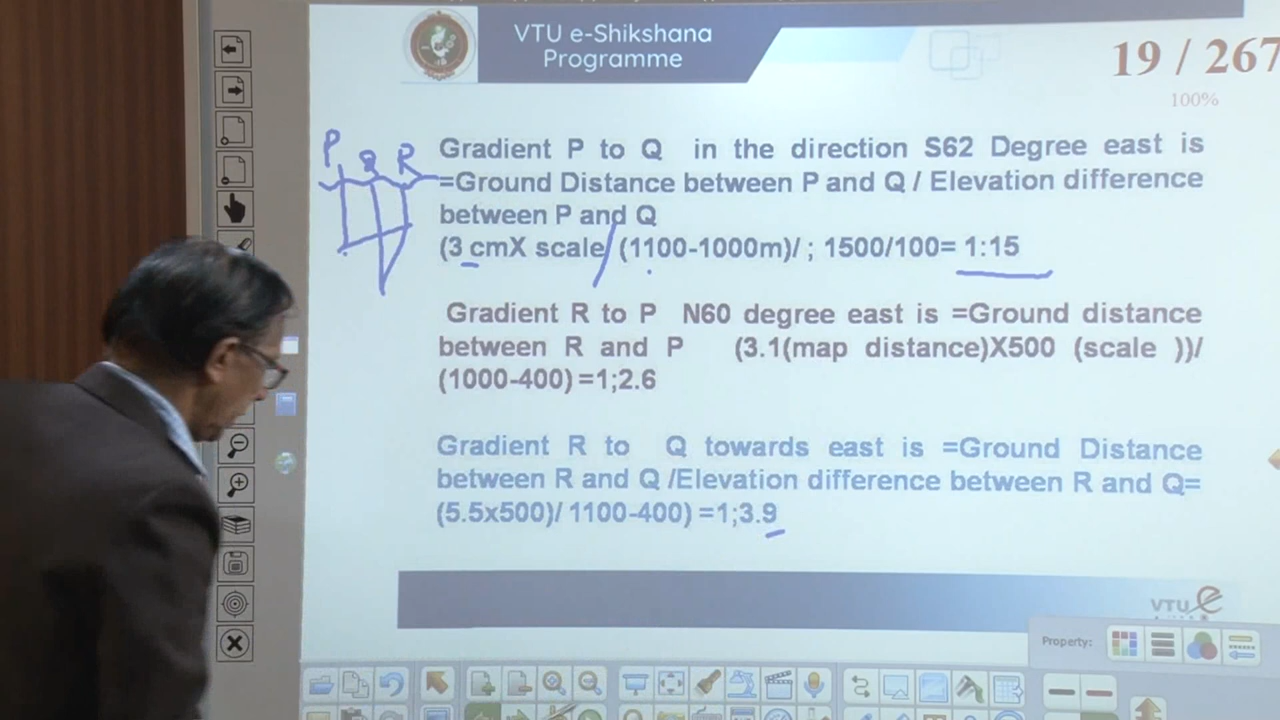 VTU e-Shikshana
Programme
19 / 267
100%
P Q R
Gradient P to Q in the direction S62 Degree east is
=Ground Distance between P and Q / Elevation difference
between P and Q
(3 cmX scale/ (1100-1000m)/ ; 1500/100= 1:15
Gradient R to P N60 degree east is =Ground distance
between R and P (3.1(map distance)X500 (scale ))/
(1000-400) =1;2.6
Gradient R to Q towards east is =Ground Distance
between R and Q /Elevation difference between R and Q=
(5.5x500)/ 1100-400) =1;3.9
VTU e
Property: